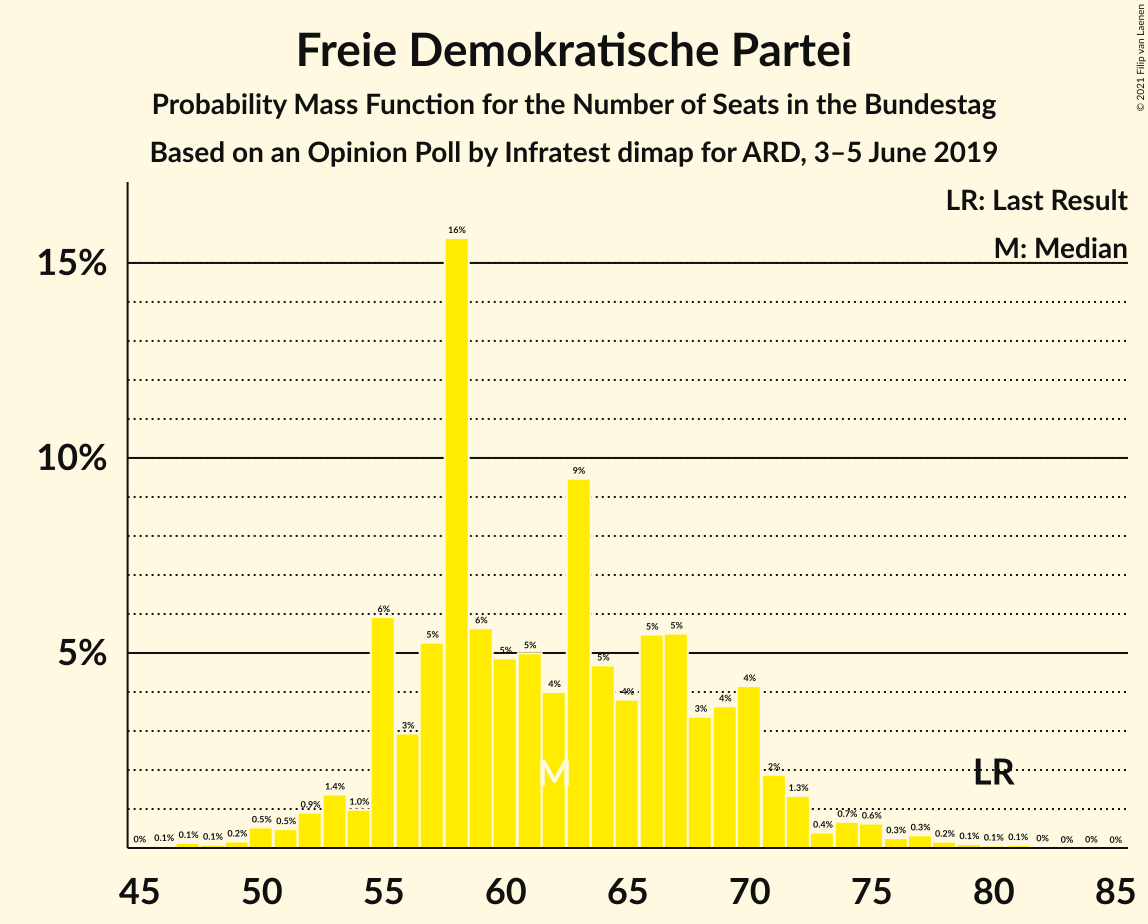 Freie Demokratische Partei
Probability Mass Function for the Number of Seats in the Bundestag
Based on an Opinion Poll by Infratest dimap for ARD, 3–5 June 2019
© 2021 Filip van Laenen
LR: Last Result
M: Median
15%
10%
5%
0% 0.1% 0.1% 0.1% 0.2% 0.5% 0.5% 0.9% 1.4% 1.0% 6% 3% 5% 16% 6% 5% 5% 4% 9% 5% 4% 5% 5% 3% 4% 4% 2% 1.3% 0.4% 0.7% 0.6% 0.3% 0.3% 0.2% 0.1% 0.1% 0.1% 0% 0% 0% 0%
M
LR
45 50 55 60 65 70 75 80 85